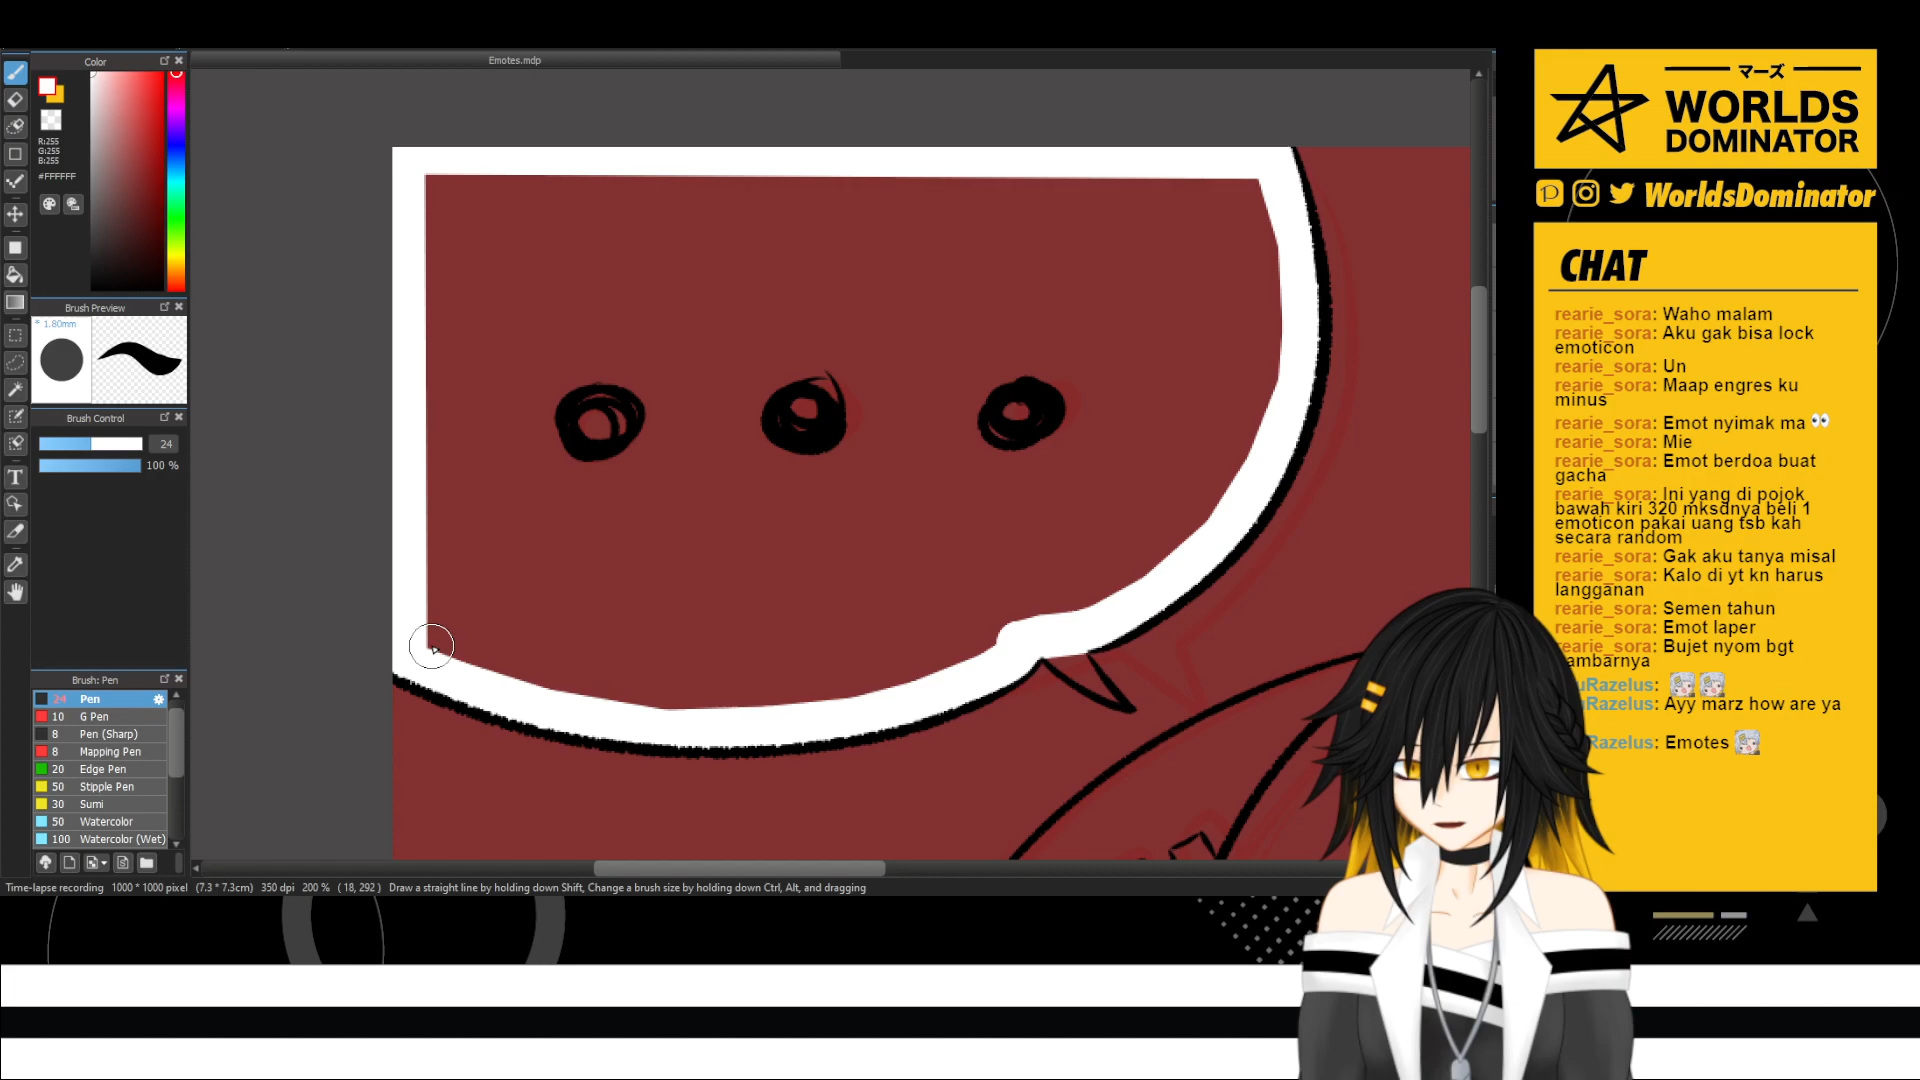 Emotes.mdp
Color
R:255
G:255
B:255
#FFFFFF
Brush Preview
* 1.80mm
Brush Control
24
100 %
Brush: Pen
24 Pen
10 G Pen
8 Pen (Sharp)
8 Mapping Pen
20 Edge Pen
50 Stipple Pen
30 Sumi
50 Watercolor
100 Watercolor (Wet)
Time-lapse recording 1000 * 1000 pixel (7.3 * 7.3cm) 350 dpi 200 % ( 18, 292 ) Draw a straight line by holding down Shift, Change a brush size by holding down Ctrl, Alt, and dragging
マーズ
WORLDS
DOMINATOR
WorldsDominator
CHAT
rearie_sora: Waho malam
rearie_sora: Aku gak bisa lock
emoticon
rearie_sora: Un
rearie_sora: Maap engres ku
minus
rearie_sora: Emot nyimak ma 👀
rearie_sora: Mie
rearie_sora: Emot berdoa buat
gacha
rearie_sora: Ini yang di pojok
bawah kiri 320 mksdnya beli 1
emoticon pakai uang tsb kah
secara random
rearie_sora: Gak aku tanya misal
rearie_sora: Kalo di yt kn harus
langganan
rearie_sora: Semen tahun
rearie_sora: Emot laper
rearie_sora: Bujet nyom bgt
ambarnya
uRazelus:
uRazelus: Ayy marz how are ya
Razelus: Emotes